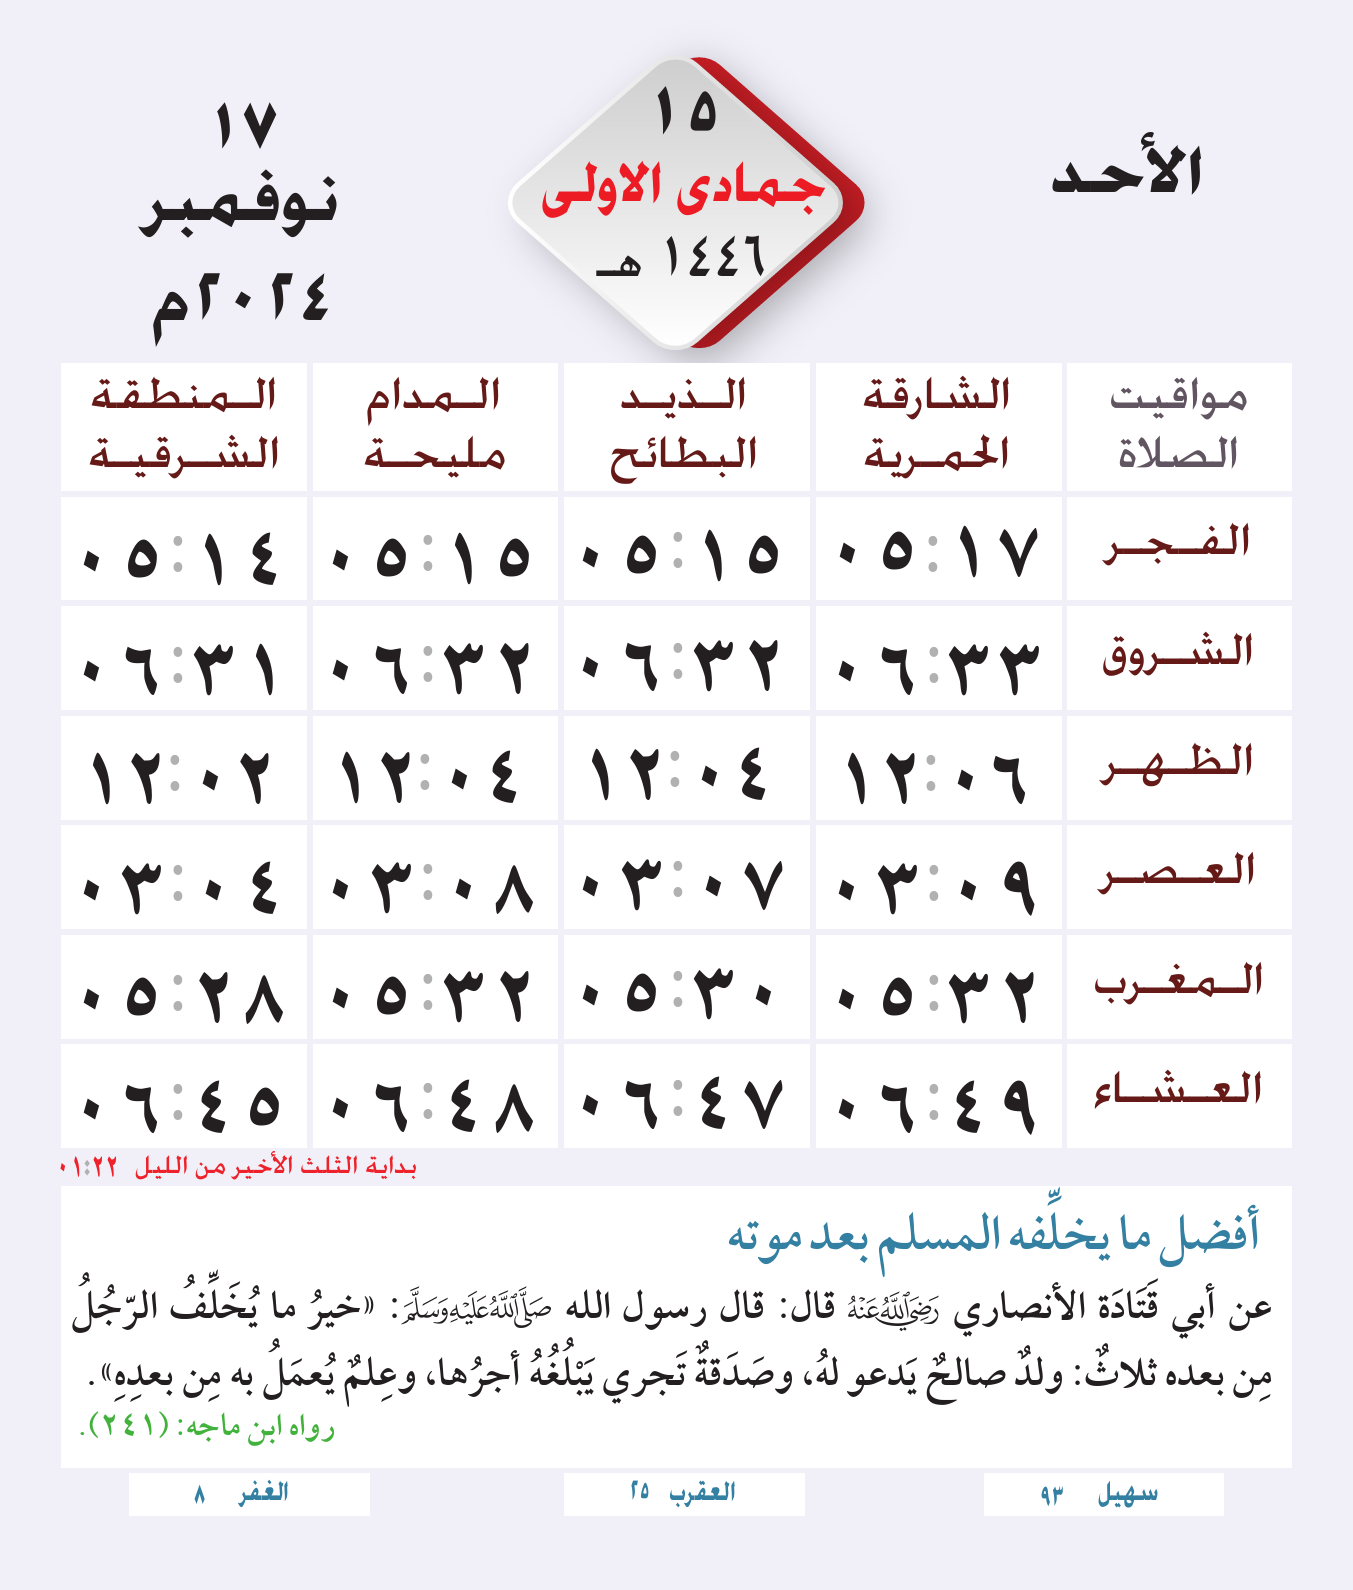 الأحد
١٥
جمادى الاولى
١٤٤٦ هـ
١٧
نوفمبر
٢٠٢٤م
مواقيت الصلاة	الشارقة الحمرية	الذيد البطائح	المدام مليحة	المنطقة الشرقية
الفجر	٠٥:١٧	٠٥:١٥	٠٥:١٥	٠٥:١٤
الشروق	٠٦:٣٣	٠٦:٣٢	٠٦:٣٢	٠٦:٣١
الظهر	١٢:٠٦	١٢:٠٤	١٢:٠٤	١٢:٠٢
العصر	٠٣:٠٩	٠٣:٠٧	٠٣:٠٨	٠٣:٠٤
المغرب	٠٥:٣٢	٠٥:٣٠	٠٥:٣٢	٠٥:٢٨
العشاء	٠٦:٤٩	٠٦:٤٧	٠٦:٤٨	٠٦:٤٥
بداية الثلث الأخير من الليل ٠١:٢٢
أفضل ما يخلِّفه المسلم بعد موته
عن أبي قَتَادَة الأنصاري رَضِيَ اللَّهُ عَنْهُ قال: قال رسول الله صَلَّى اللَّهُ عَلَيْهِ وَسَلَّمَ: «خيرُ ما يُخَلِّفُ الرّجُلُ
مِن بعده ثلاثٌ: ولدٌ صالحٌ يَدعو لهُ، وصَدَقةٌ تَجري يَبْلُغُهُ أجرُها، وعِلمٌ يُعمَلُ به مِن بعدِهِ».
رواه ابن ماجه: (٢٤١).
سهيل ٩٣	العقرب ٢٥	الغفر ٨